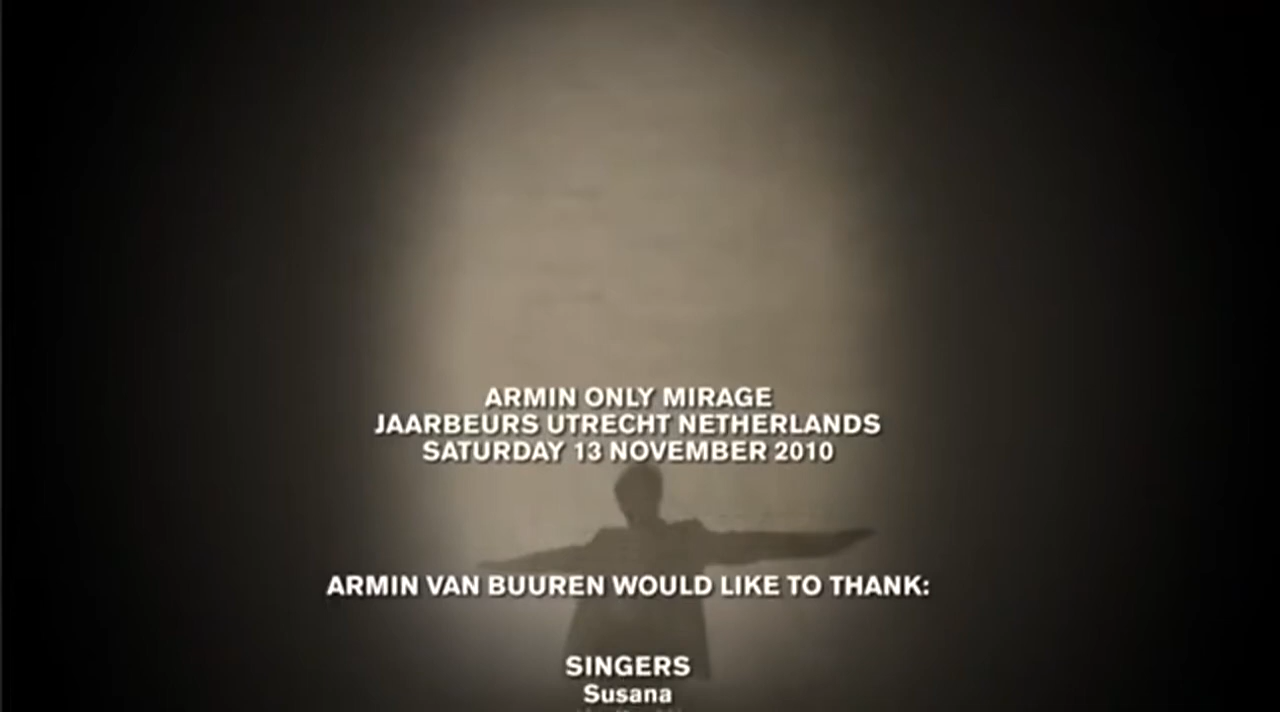 ARMIN ONLY MIRAGE
JAARBEURS UTRECHT NETHERLANDS
SATURDAY 13 NOVEMBER 2010
ARMIN VAN BUUREN WOULD LIKE TO THANK:
SINGERS
Susana